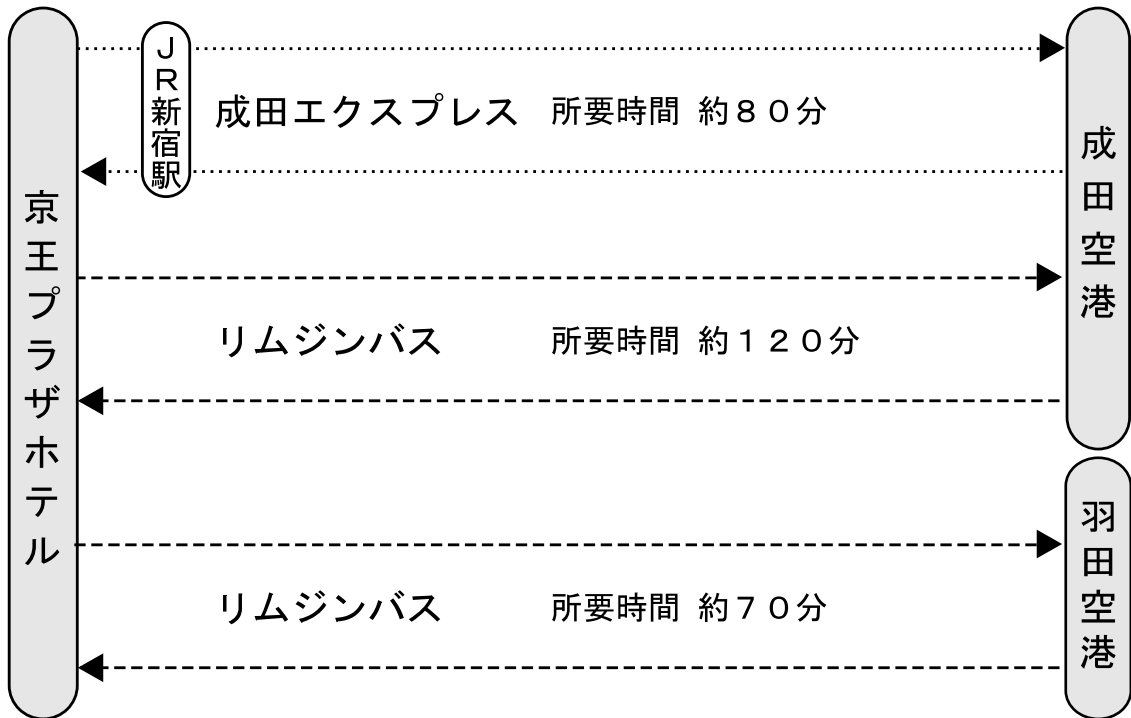 京王プラザホテル
JR新宿駅
成田エクスプレス 所要時間 約80分
リムジンバス 所要時間 約120分
リムジンバス 所要時間 約70分
成田空港
羽田空港